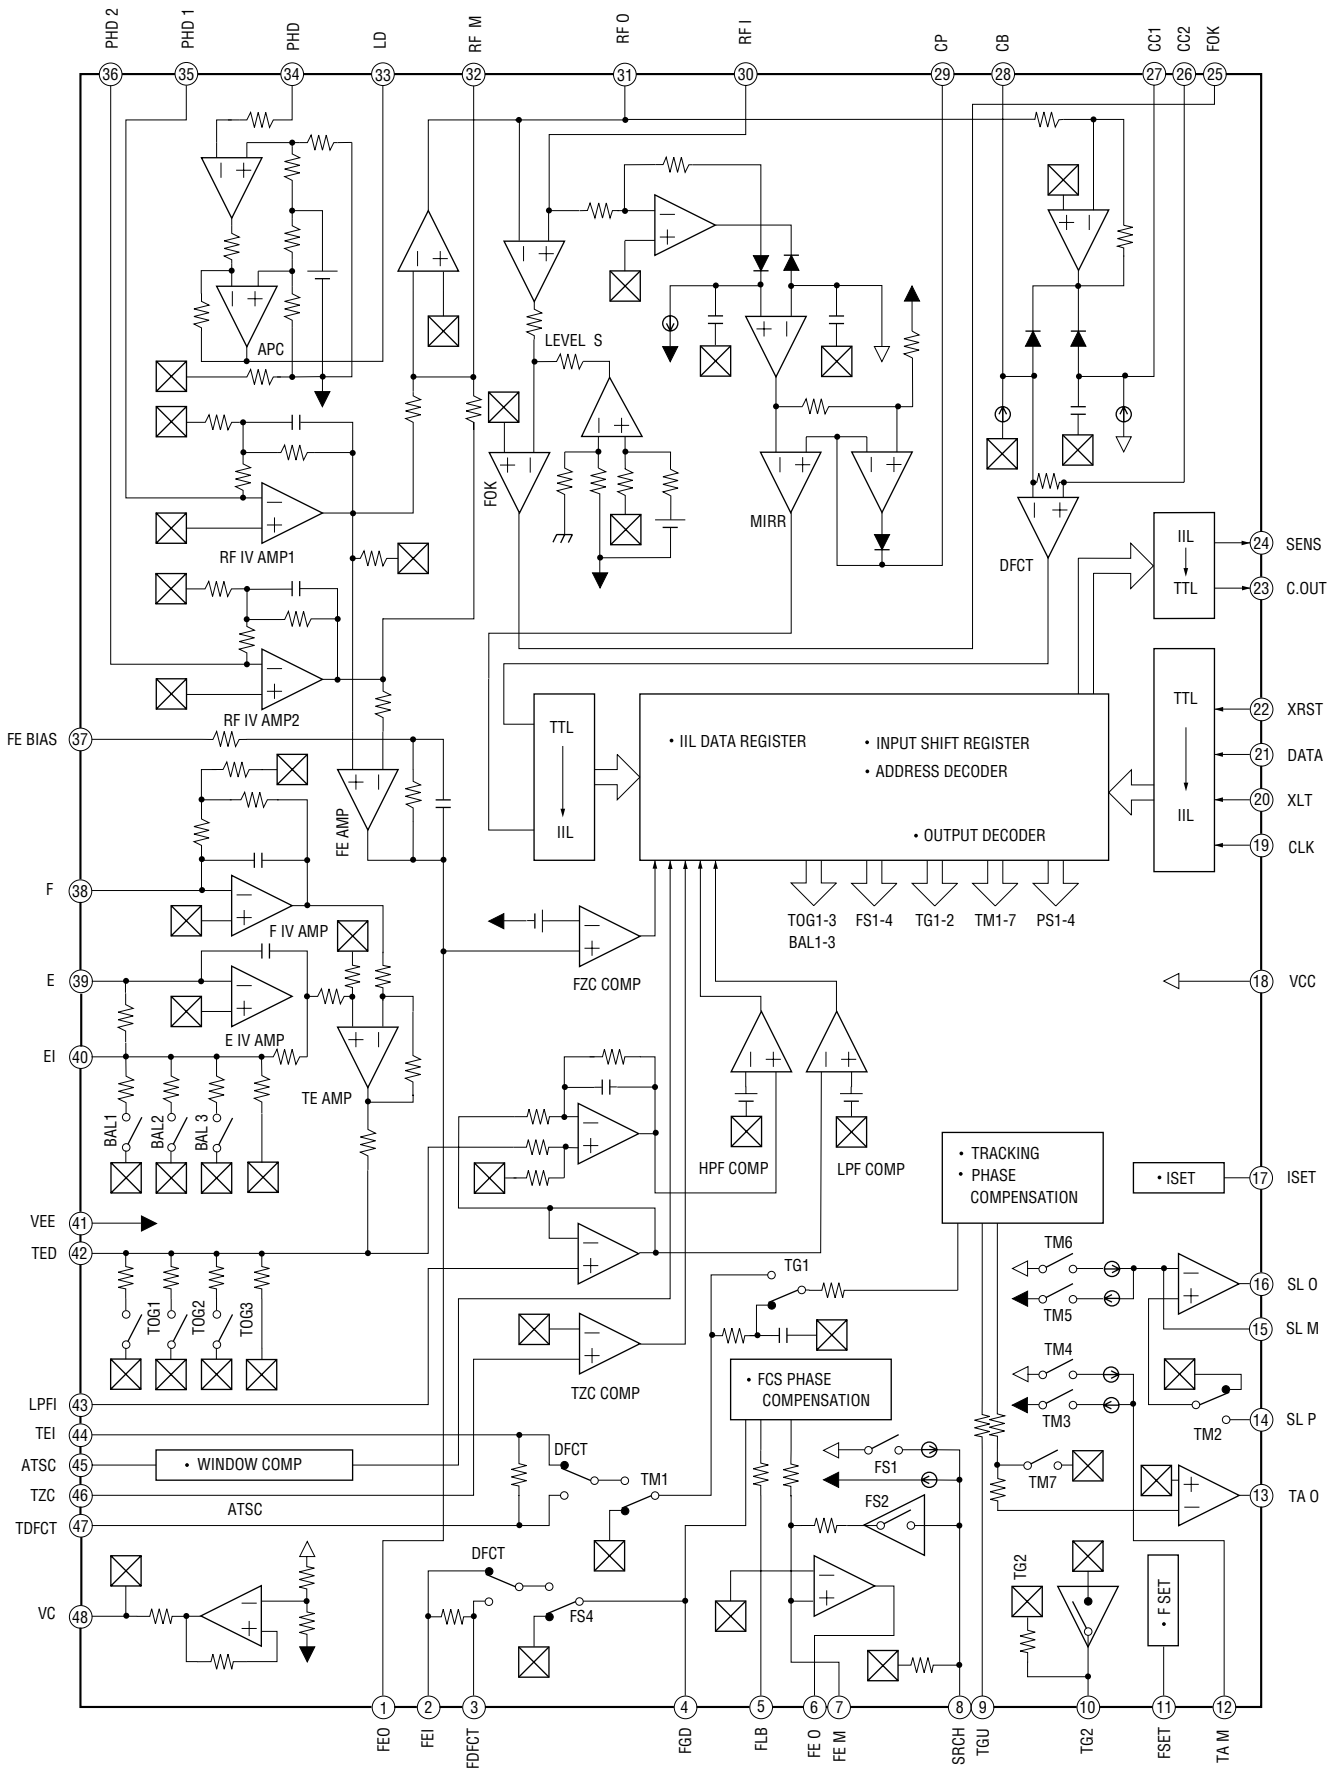 PHD 2
PHD 1
PHD
LD
RF M
RF O
RF I
CP
CB
CC1
CC2
FOK
36
35
34
33
32
31
30
29
28
27
26
25
APC
LEVEL S
FOK
MIRR
DFCT
RF IV AMP1
RF IV AMP2
IIL
TTL
24
SENS
23
C.OUT
TTL
IIL
22
XRST
21
DATA
20
XLT
19
CLK
TTL
IIL
• IIL DATA REGISTER
• INPUT SHIFT REGISTER
• ADDRESS DECODER
• OUTPUT DECODER
FE BIAS
37
FE AMP
F
38
F IV AMP
E
39
E IV AMP
EI
40
TE AMP
BAL1
BAL2
BAL 3
FZC COMP
TOG1-3
BAL1-3
FS1-4
TG1-2
TM1-7
PS1-4
18
VCC
HPF COMP
LPF COMP
• TRACKING
• PHASE
COMPENSATION
• ISET
17
ISET
VEE
41
TED
42
TOG1
TOG2
TOG3
TG1
TM6
TM5
16
SL O
15
SL M
TM4
TM3
TM2
14
SL P
TZC COMP
• FCS PHASE
COMPENSATION
LPFI
43
TEI
44
ATSC
45
• WINDOW COMP
TZC
46
ATSC
TDFCT
47
DFCT
TM1
FS1
FS2
TM7
13
TA O
VC
48
DFCT
FS4
TG2
• F SET
1
2
3
4
5
6
7
8
9
10
11
12
FEO
FEI
FDFCT
FGD
FLB
FE O
FE M
SRCH
TGU
TG2
FSET
TA M